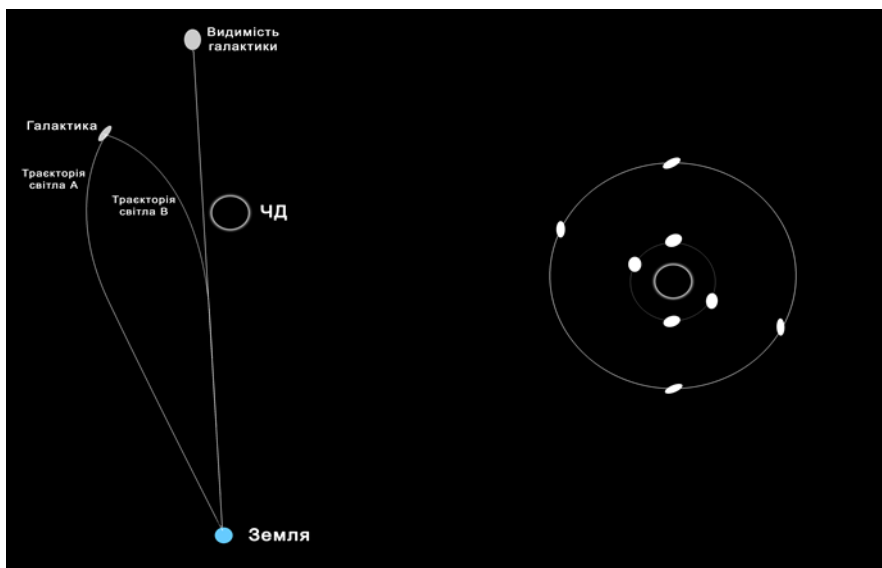 Видимість
галактики
Галактика
Траєкторія
світла А
Траєкторія
світла В
ЧД
Земля